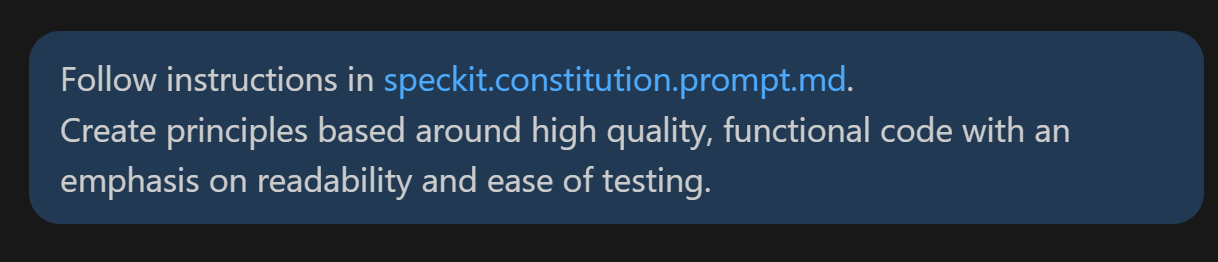 Follow instructions in speckit.constitution.prompt.md.
Create principles based around high quality, functional code with an
emphasis on readability and ease of testing.